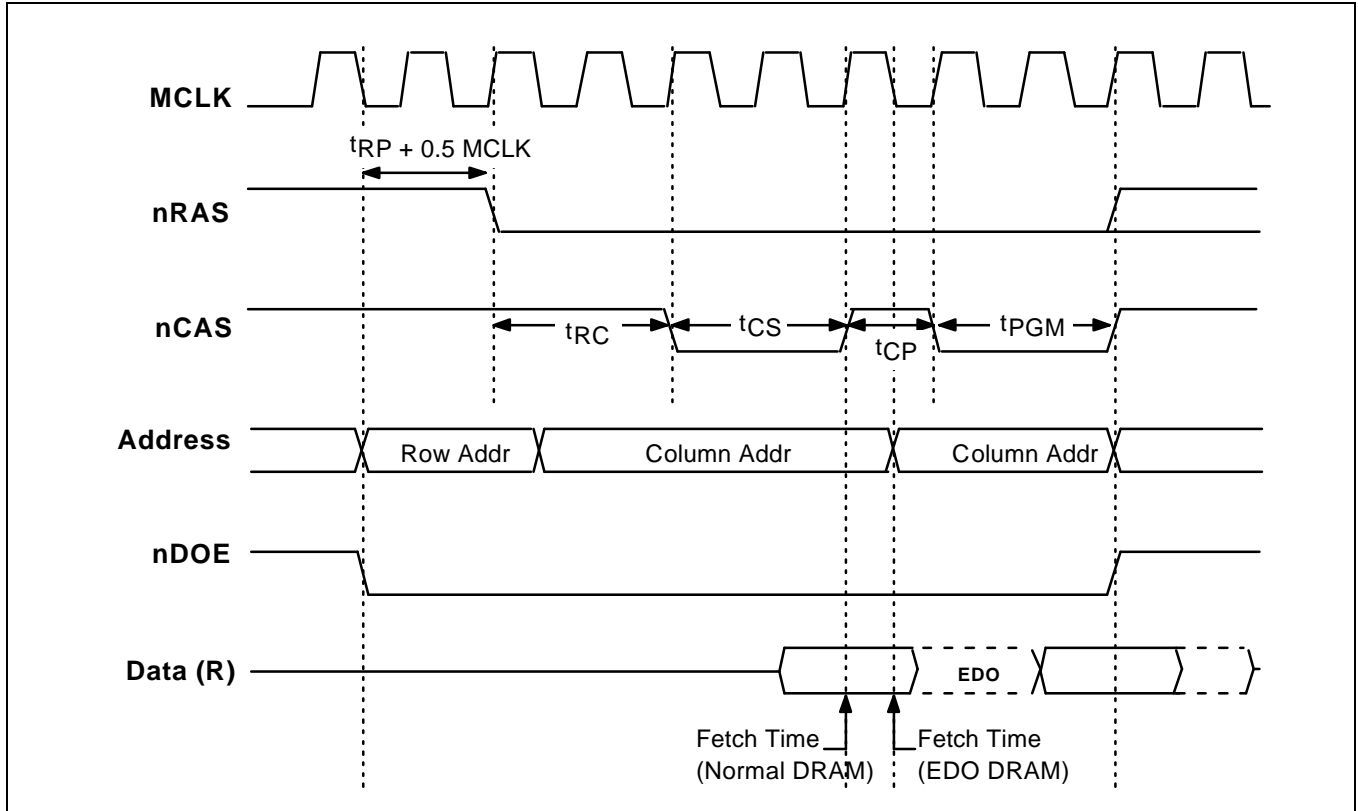 MCLK
tRP + 0.5 MCLK
nRAS
nCAS
tRC
tCS
tCP
tPGM
Address
Row Addr
Column Addr
Column Addr
nDOE
Data (R)
EDO
Fetch Time
(Normal DRAM)
Fetch Time
(EDO DRAM)